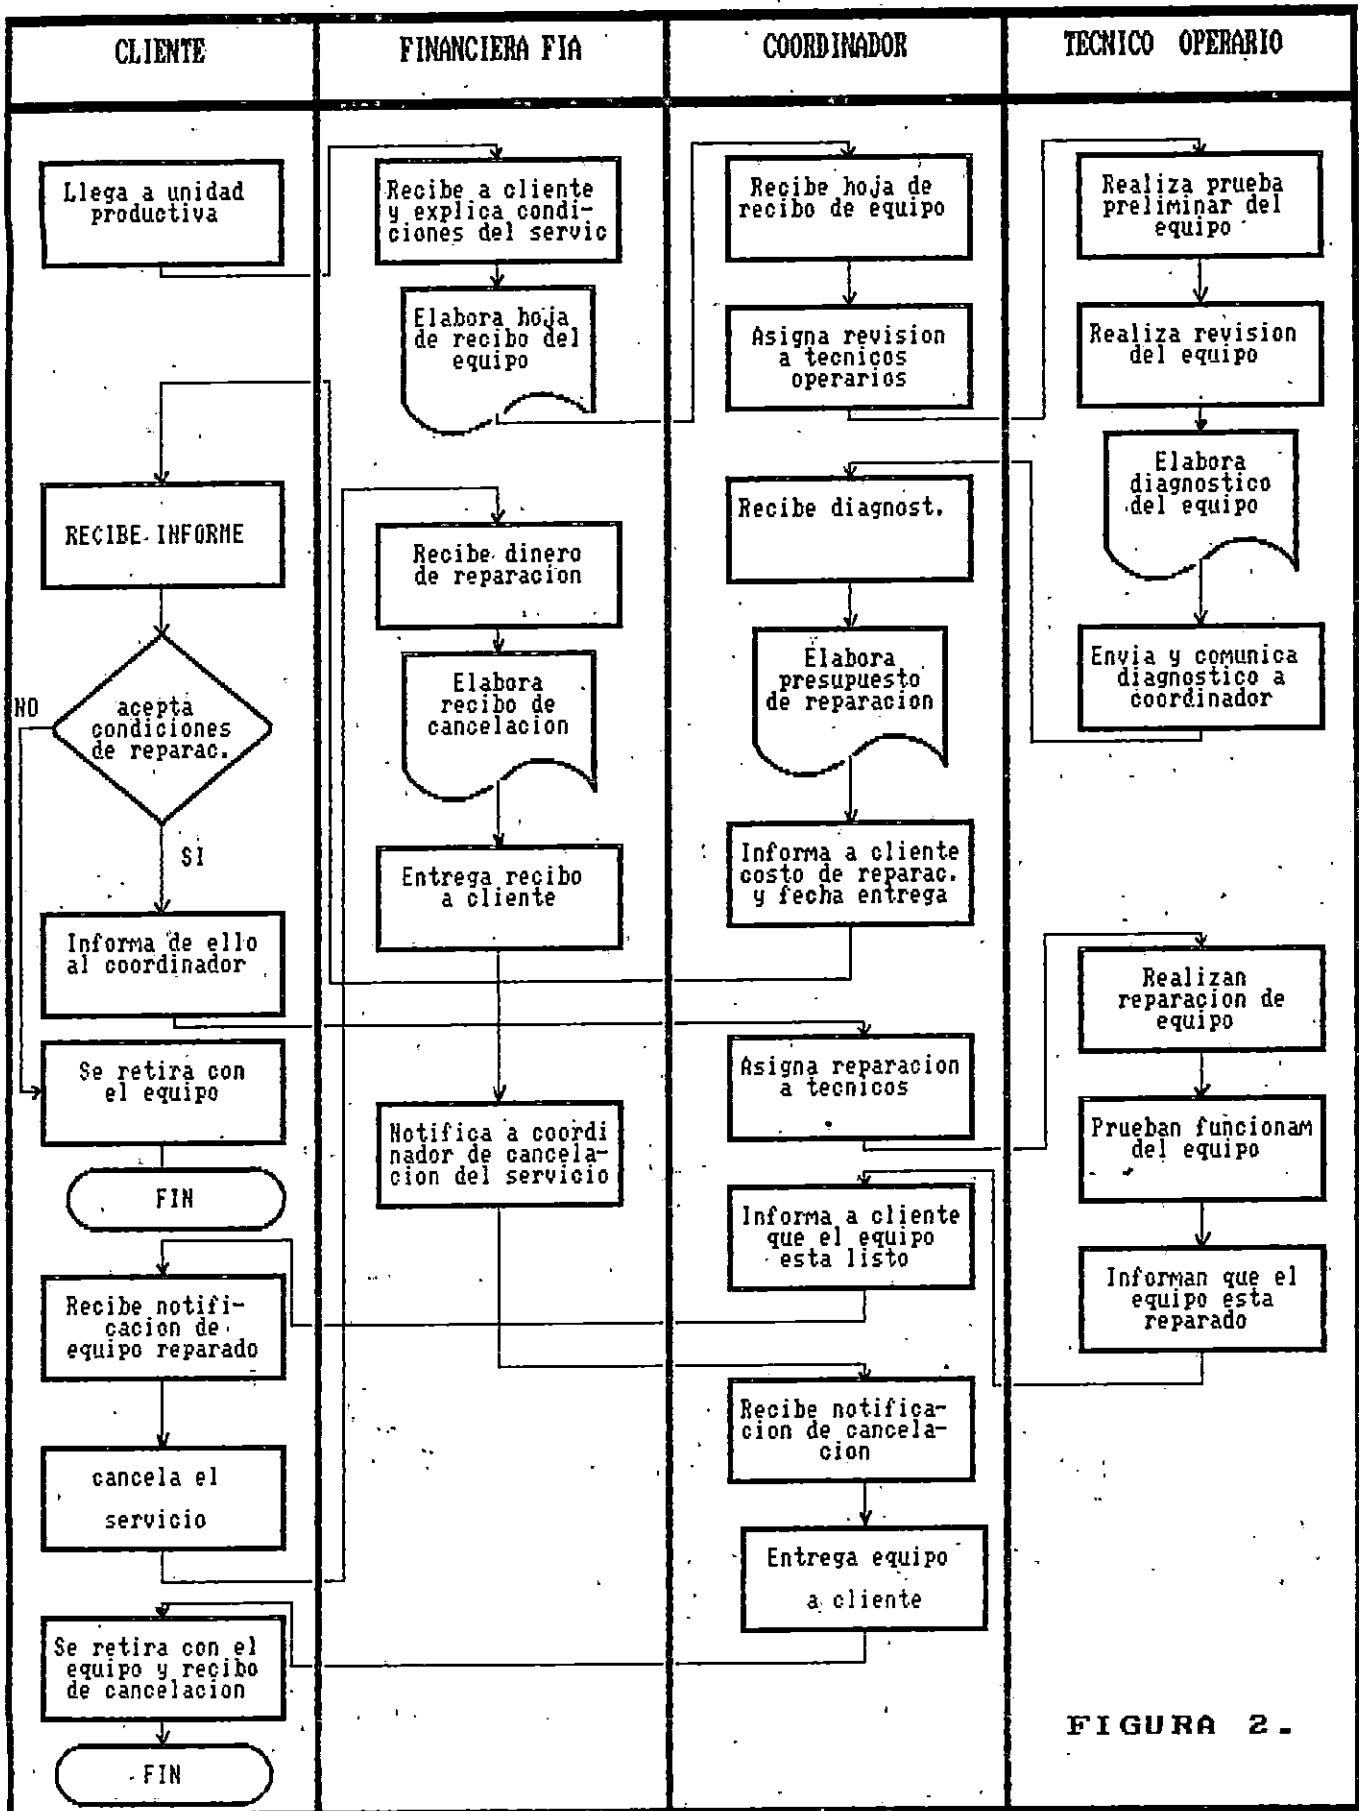 CLIENTE
FINANCIERA FIA
COORDINADOR
TECNICO OPERARIO
Llega a unidad
productiva
Recibe a cliente
y explica condi-
ciones del servic
Elabora hoja
de recibo del
equipo
Recibe hoja de
recibo de equipo
Asigna revision
a tecnicos
operarios
Realiza prueba
preliminar del
equipo
Realiza revision
del equipo
Elabora
diagnostico
del equipo
Envia y comunica
diagnostico a
coordinador
Recibe diagnost.
Elabora
presupuesto
de reparacion
Informa a cliente
costo de reparac.
y fecha entrega
RECIBE INFORME
acepta
condiciones
de reparac.
NO
SI
Informa de ello
al coordinador
Se retira con
el equipo
FIN
Asigna reparacion
a tecnicos
Realizan
reparacion de
equipo
Prueban funcionam
del equipo
Informan que el
equipo esta
reparado
Informa a cliente
que el equipo
esta listo
Recibe notifi-
cacion de
equipo reparado
cancela el
servicio
Recibe dinero
de reparacion
Elabora
recibo de
cancelacion
Entrega recibo
a cliente
Notifica a coordi
nador de cancela-
cion del servicio
Recibe notifica-
cion de cancela-
cion
Entrega equipo
a cliente
Se retira con el
equipo y recibo
de cancelacion
FIN
FIGURA 2.